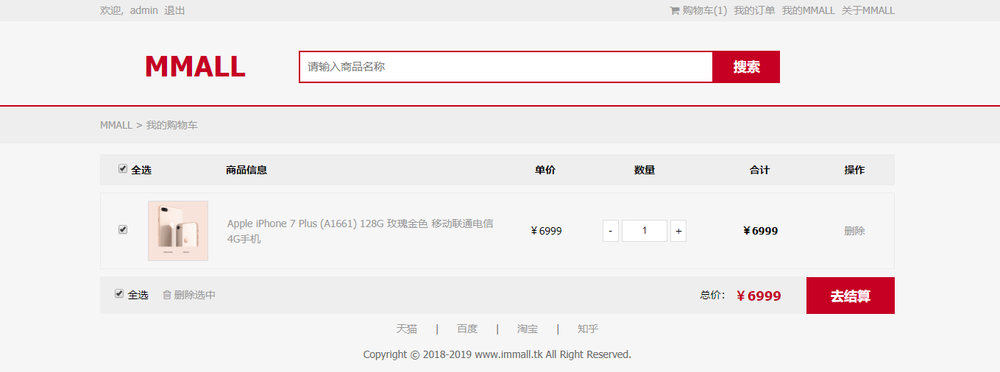 欢迎，admin 退出
购物车(1) 我的订单 我的MMALL 关于MMALL
MMALL
请输入商品名称
搜索
MMALL > 我的购物车
全选 商品信息 单价 数量 合计 操作
Apple iPhone 7 Plus (A1661) 128G 玫瑰金色 移动联通电信
4G手机
￥6999 - 1 + ￥6999 删除
全选 删除选中 总价： ￥6999 去结算
天猫 | 百度 | 淘宝 | 知乎
Copyright © 2018-2019 www.immall.tk All Right Reserved.